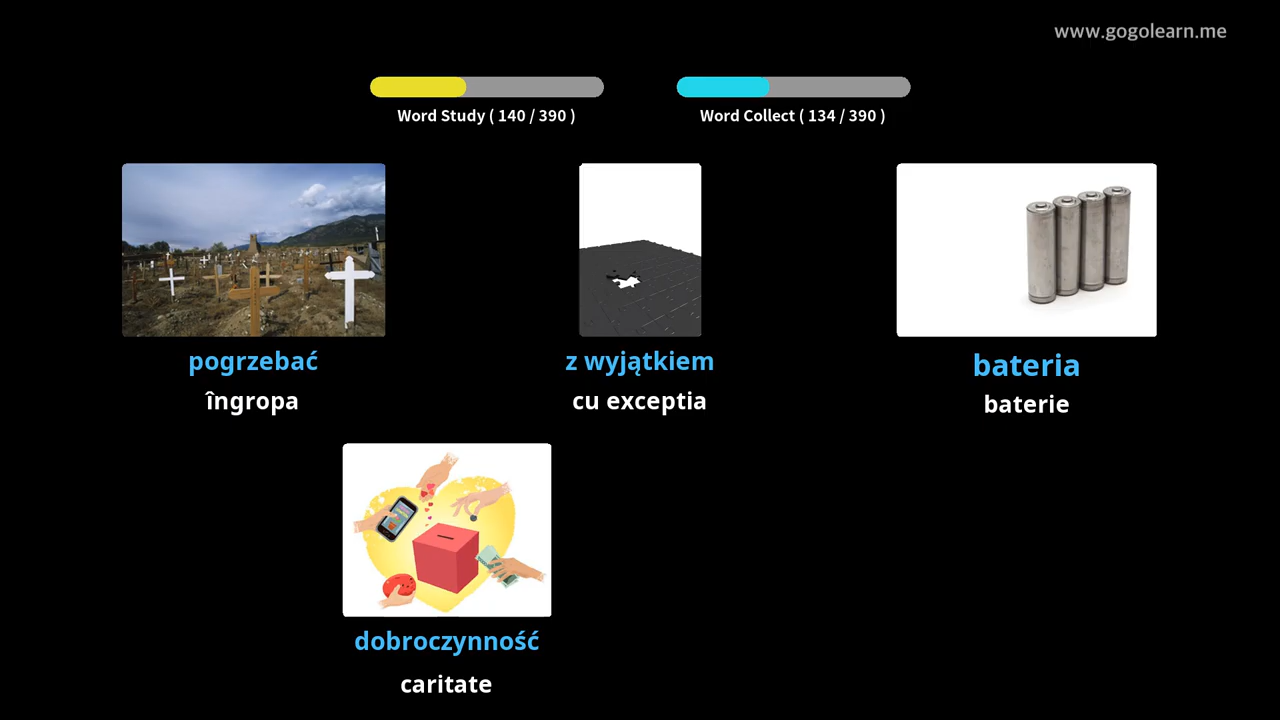 www.gogolearn.me
Word Study ( 140 / 390 )
Word Collect ( 134 / 390 )
pogrzebać
îngropa
z wyjątkiem
cu exceptia
bateria
baterie
dobroczynność
caritate